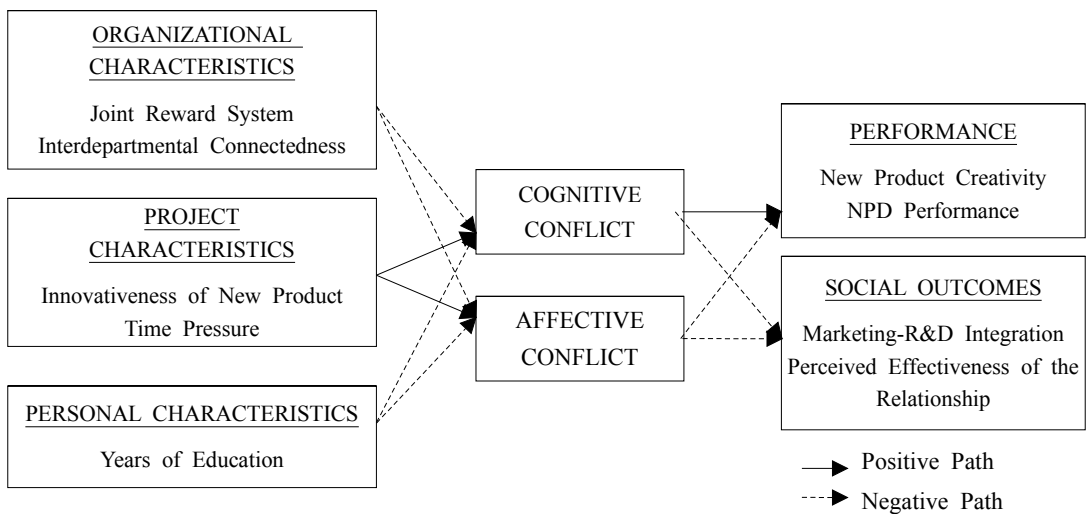 ORGANIZATIONAL
CHARACTERISTICS
Joint Reward System
Interdepartmental Connectedness
PROJECT
CHARACTERISTICS
Innovativeness of New Product
Time Pressure
PERSONAL CHARACTERISTICS
Years of Education
COGNITIVE
CONFLICT
AFFECTIVE
CONFLICT
PERFORMANCE
New Product Creativity
NPD Performance
SOCIAL OUTCOMES
Marketing-R&D Integration
Perceived Effectiveness of the
Relationship
Positive Path
Negative Path